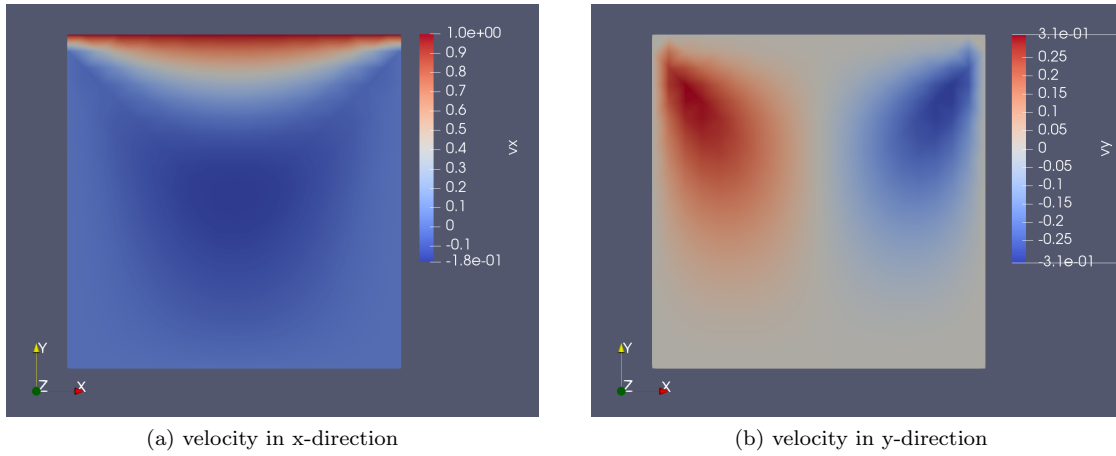 1.0e+00
0.9
0.8
0.7
0.6
0.5
0.4
0.3
0.2
0.1
0
-0.1
-1.8e-01
vx
Y
Z
X
(a) velocity in x-direction
3.1e-01
0.25
0.2
0.15
0.1
0.05
0
-0.05
-0.1
-0.15
-0.2
-0.25
-3.1e-01
vy
Y
Z
X
(b) velocity in y-direction